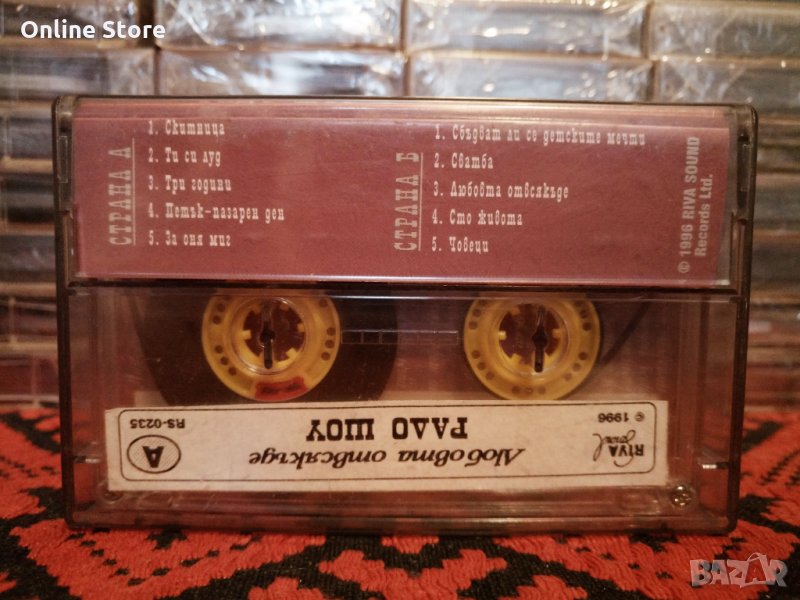 Online Store
СТРАНА А
1. Скитница
2. Ти си луд
3. Три години
4. Петък-пазарен ден
5. За оня миг
СТРАНА Б
1. Сбъдват ли се детските мечти
2. Сватба
3. Любовта отвсякъде
4. Сто живота
5. Човеци
© 1996 RIVA SOUND
Records Ltd.
RIVA
sound
© 1996
Любовта отвсякъде
РАДО ШОУ
A
RS-0235
BAZAR